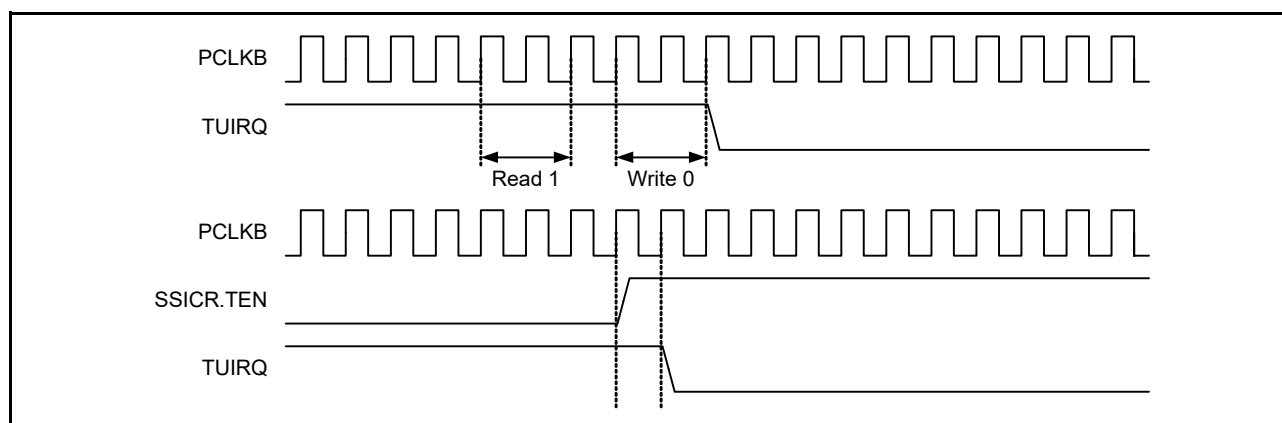 PCLKB
TUIRQ
Read 1 Write 0
PCLKB
SSICR.TEN
TUIRQ